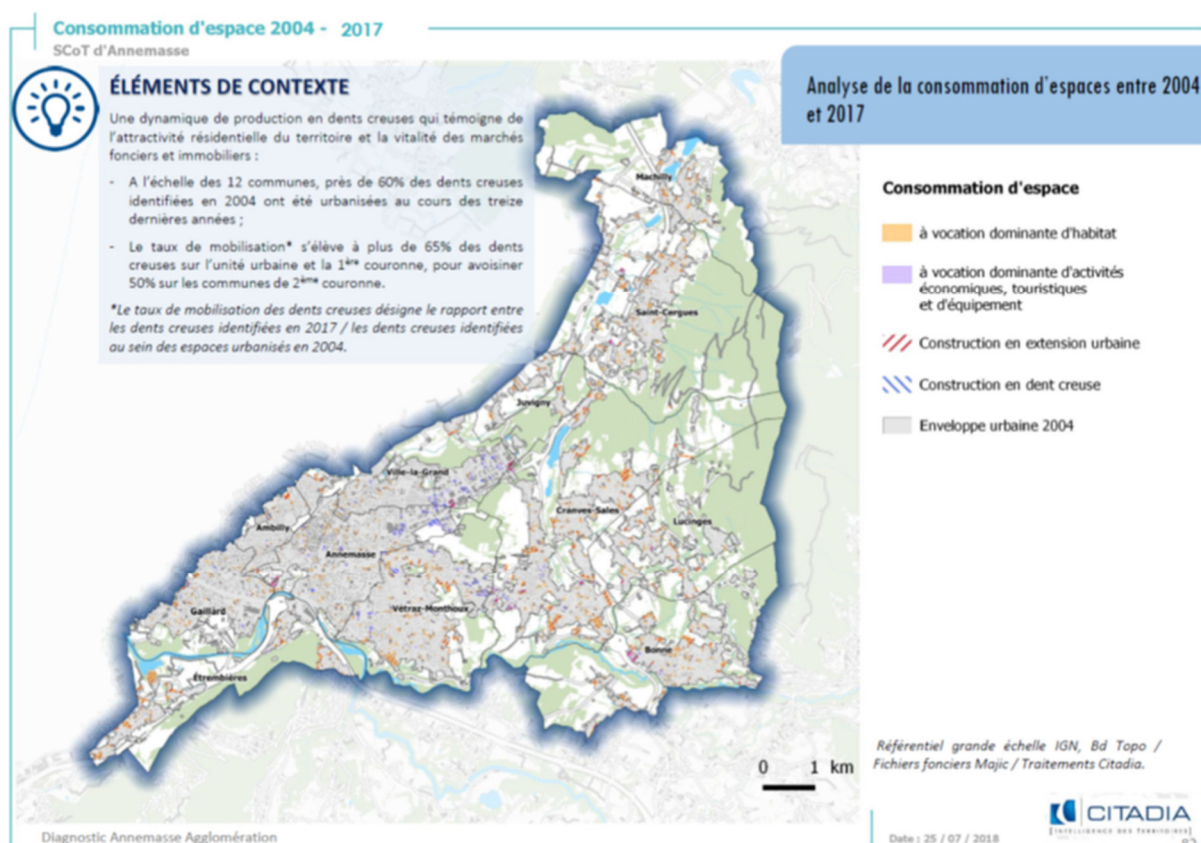 Consommation d'espace 2004 - 2017
SCoT d'Annemasse
ÉLÉMENTS DE CONTEXTE
Une dynamique de production en dents creuses qui témoigne de
l'attractivité résidentielle du territoire et la vitalité des marchés
fonciers et immobiliers :
- A l'échelle des 12 communes, près de 60% des dents creuses
identifiées en 2004 ont été urbanisées au cours des treize
dernières années ;
- Le taux de mobilisation* s'élève à plus de 65% des dents
creuses sur l'unité urbaine et la 1ère couronne, pour avoisiner
50% sur les communes de 2ème couronne.
*Le taux de mobilisation des dents creuses désigne le rapport entre
les dents creuses identifiées en 2017 / les dents creuses identifiées
au sein des espaces urbanisés en 2004.
Analyse de la consommation d'espaces entre 2004
et 2017
Consommation d'espace
à vocation dominante d'habitat
à vocation dominante d'activités
économiques, touristiques
et d'équipement
Construction en extension urbaine
Construction en dent creuse
Enveloppe urbaine 2004
Machilly
Saint-Cergues
Juvigny
Ville-la-Grand
Cranves-Sales
Lucinges
Ambilly
Annemasse
Gaillard
Vétraz-Monthoux
Bonne
Étrembières
0 1 km
Référentiel grande échelle IGN, Bd Topo /
Fichiers fonciers Majic / Traitements Citadia.
CITADIA
[INTELLIGENCE DES TERRITOIRES]
Diagnostic Annemasse Agglomération
Date : 25 / 07 / 2018